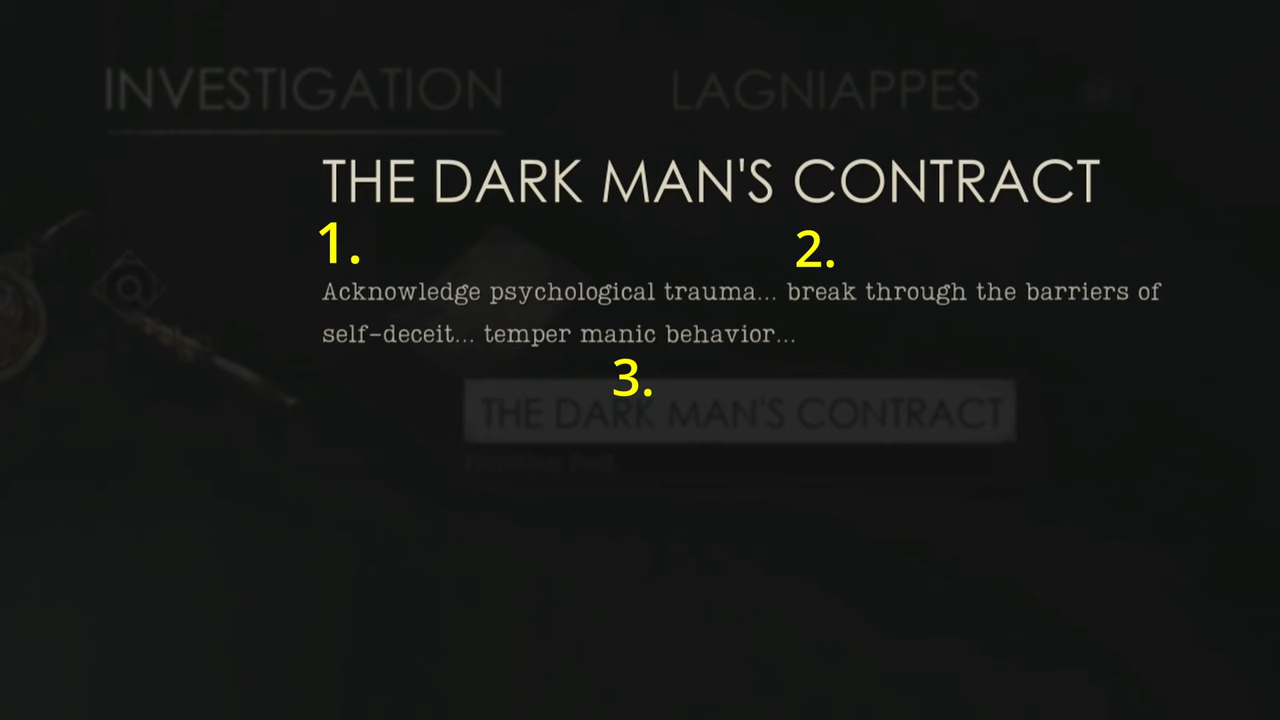 INVESTIGATION LAGNIAPPES
THE DARK MAN'S CONTRACT
1. 2.
Acknowledge psychological trauma... break through the barriers of
self-deceit... temper manic behavior...
3.
THE DARK MAN'S CONTRACT